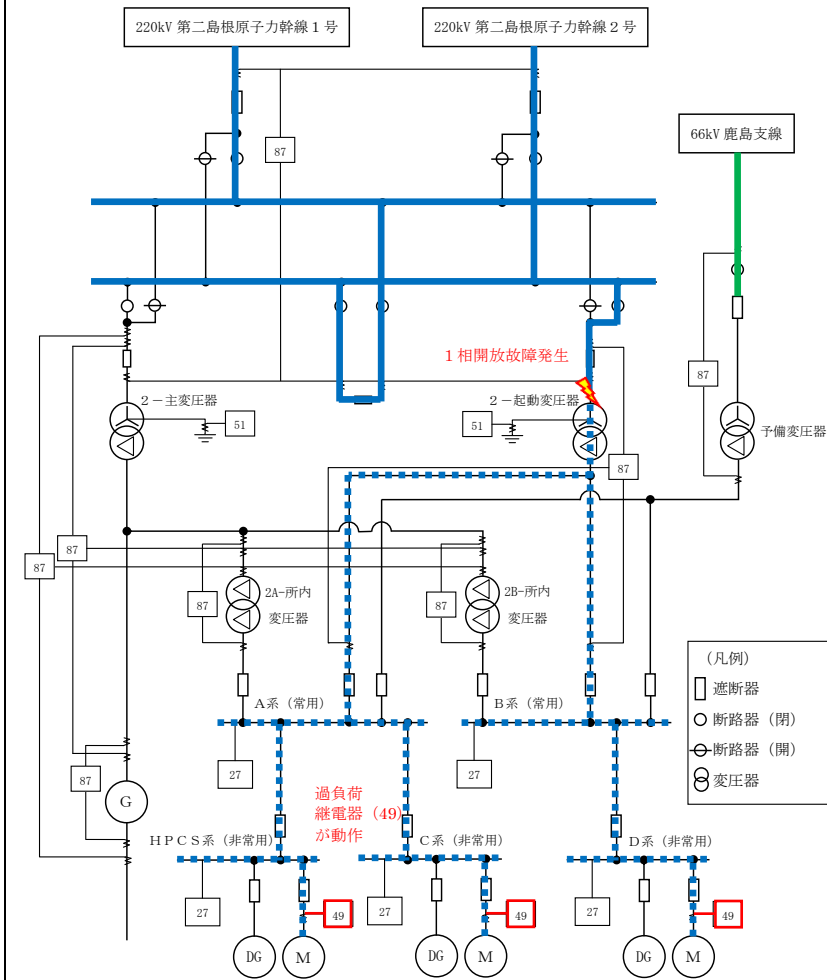 220kV 第二島根原子力幹線１号
220kV 第二島根原子力幹線２号
66kV 鹿島支線
87
１相開放故障発生
87
２－主変圧器
51
２－起動変圧器
51
予備変圧器
87
87
87
87
2A-所内
変圧器
87
2B-所内
変圧器
(凡例)
遮断器
断路器（閉）
断路器（開）
変圧器
A系（常用）
B系（常用）
27
27
87
G
過負荷
継電器（49）
が動作
ＨＰＣＳ系（非常用）
C系（非常用）
D系（非常用）
27
49
27
49
27
49
DG
M
DG
M
DG
M